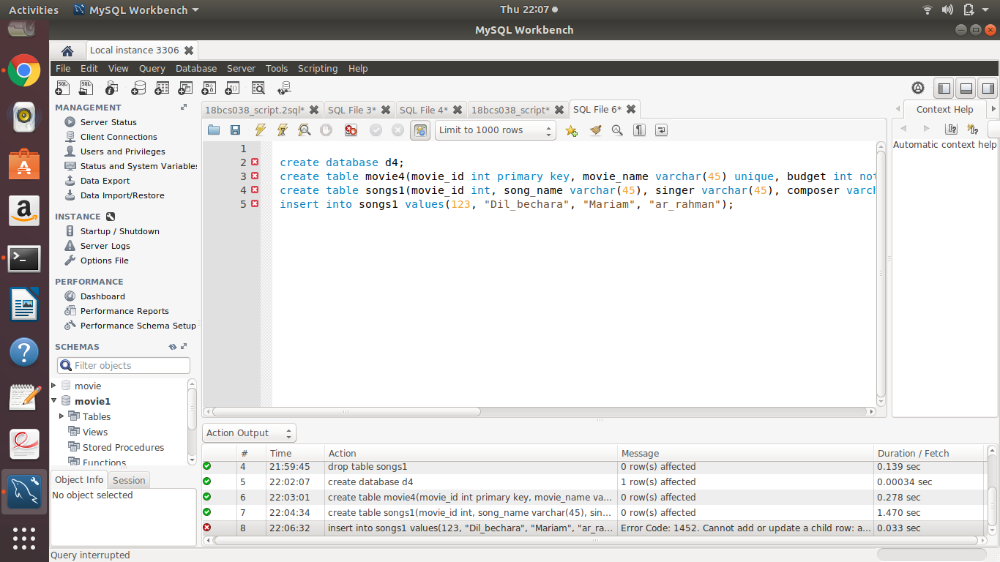 Activities MySQL Workbench Thu 22:07
MySQL Workbench
Local instance 3306
File Edit View Query Database Server Tools Scripting Help
MANAGEMENT
Server Status
Client Connections
Users and Privileges
Status and System Variables
Data Export
Data Import/Restore
INSTANCE
Startup / Shutdown
Server Logs
Options File
PERFORMANCE
Dashboard
Performance Reports
Performance Schema Setup
SCHEMAS
Filter objects
movie
movie1
Tables
Views
Stored Procedures
Functions
Object Info Session
No object selected
18bcs038_script.2sql* SQL File 3* SQL File 4* 18bcs038_script* SQL File 6*
Limit to 1000 rows
1
2 create database d4;
3 create table movie4(movie_id int primary key, movie_name varchar(45) unique, budget int not
4 create table songs1(movie_id int, song_name varchar(45), singer varchar(45), composer varch
5 insert into songs1 values(123, "Dil_bechara", "Mariam", "ar_rahman");
Context Help
Automatic context help
Action Output
# Time Action Message Duration / Fetch
4 21:59:45 drop table songs1 0 row(s) affected 0.139 sec
5 22:02:07 create database d4 1 row(s) affected 0.00034 sec
6 22:03:01 create table movie4(movie_id int primary key, movie_name va... 0 row(s) affected 0.278 sec
7 22:04:34 create table songs1(movie_id int, song_name varchar(45), sin... 0 row(s) affected 1.470 sec
8 22:06:32 insert into songs1 values(123, "Dil_bechara", "Mariam", "ar_ra... Error Code: 1452. Cannot add or update a child row: a... 0.033 sec
Query interrupted